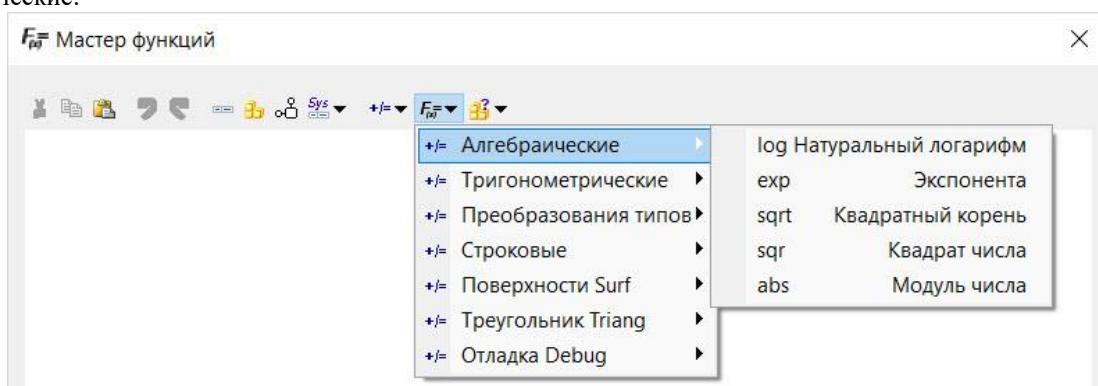 F(x)= Мастер функций
Sys +/= F(x)=
+/= Алгебраические
+/= Тригонометрические
+/= Преобразования типов
+/= Строковые
+/= Поверхности Surf
+/= Треугольник Triang
+/= Отладка Debug
log Натуральный логарифм
exp Экспонента
sqrt Квадратный корень
sqr Квадрат числа
abs Модуль числа